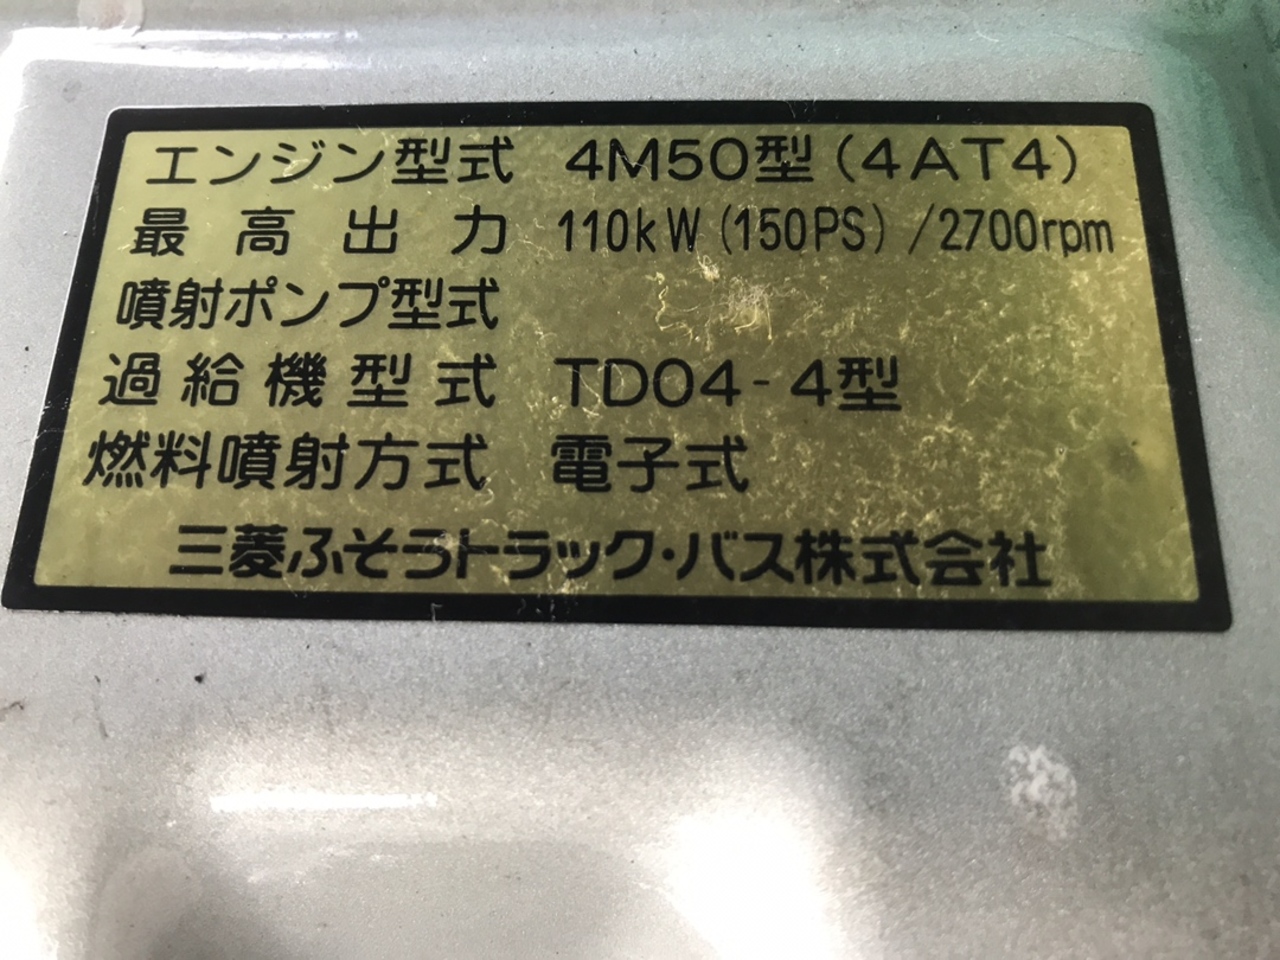 エンジン型式 4M50型(4AT4)
最高出力 110kW(150PS)/2700rpm
噴射ポンプ型式
過給機型式 TD04-4型
燃料噴射方式 電子式
三菱ふそうトラック・バス株式会社